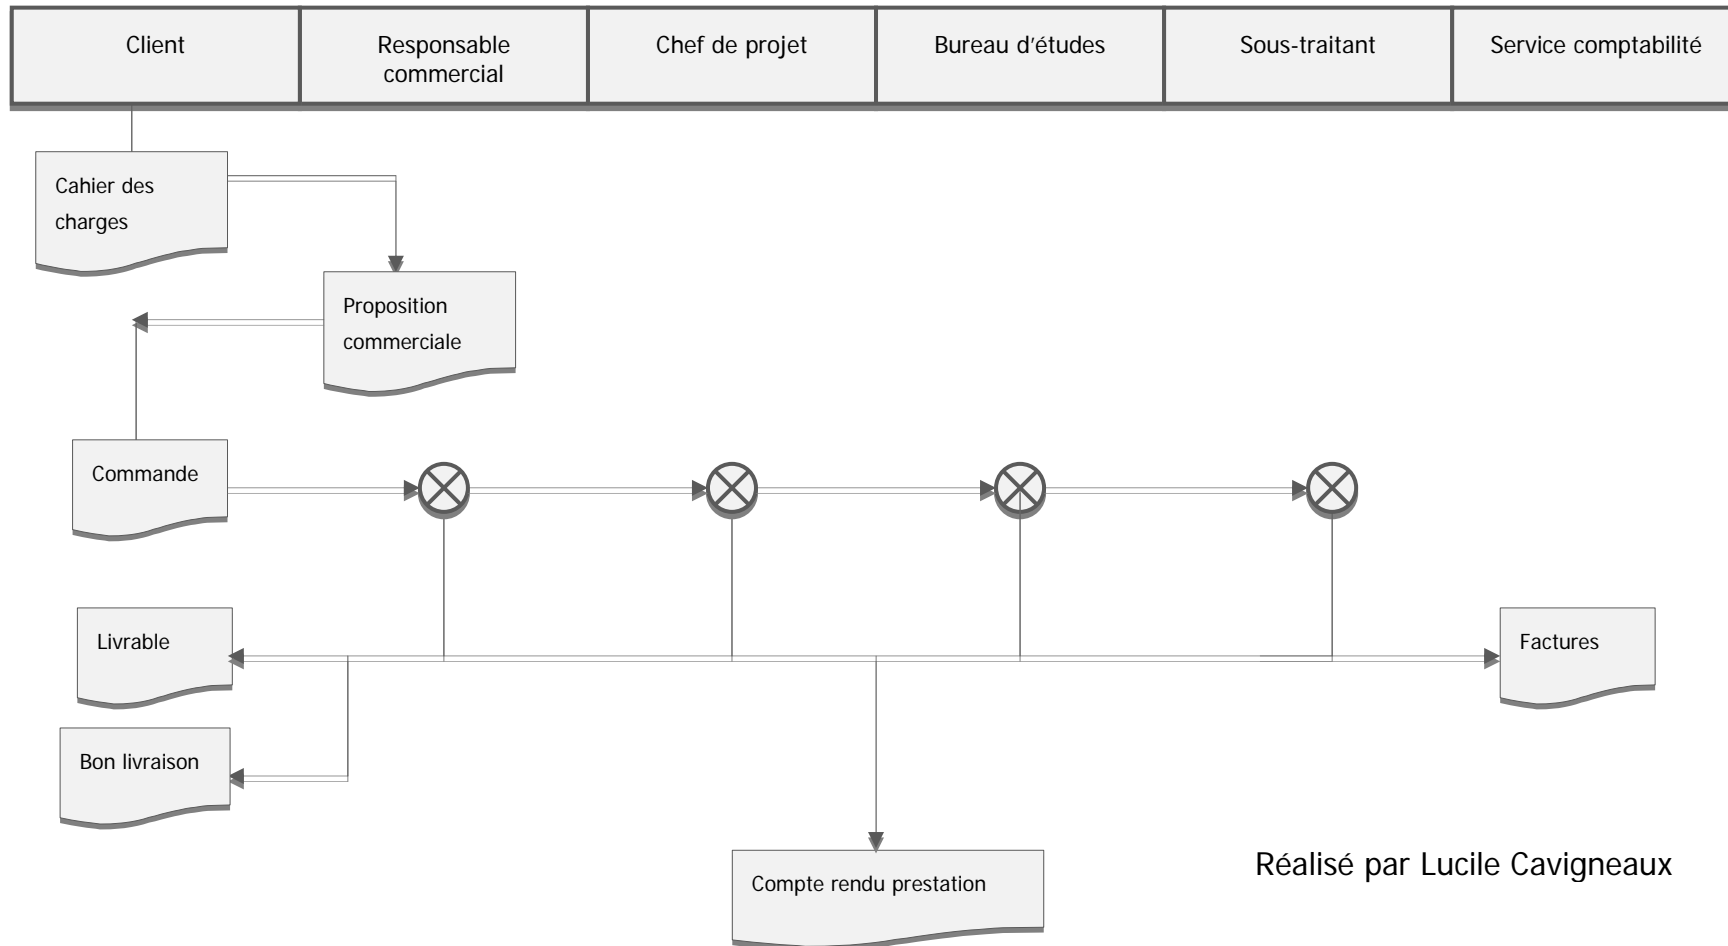 Client
Responsable
commercial
Chef de projet
Bureau d'études
Sous-traitant
Service comptabilité
Cahier des
charges
Proposition
commerciale
Commande
Livrable
Factures
Bon livraison
Compte rendu prestation
Réalisé par Lucile Cavigneaux